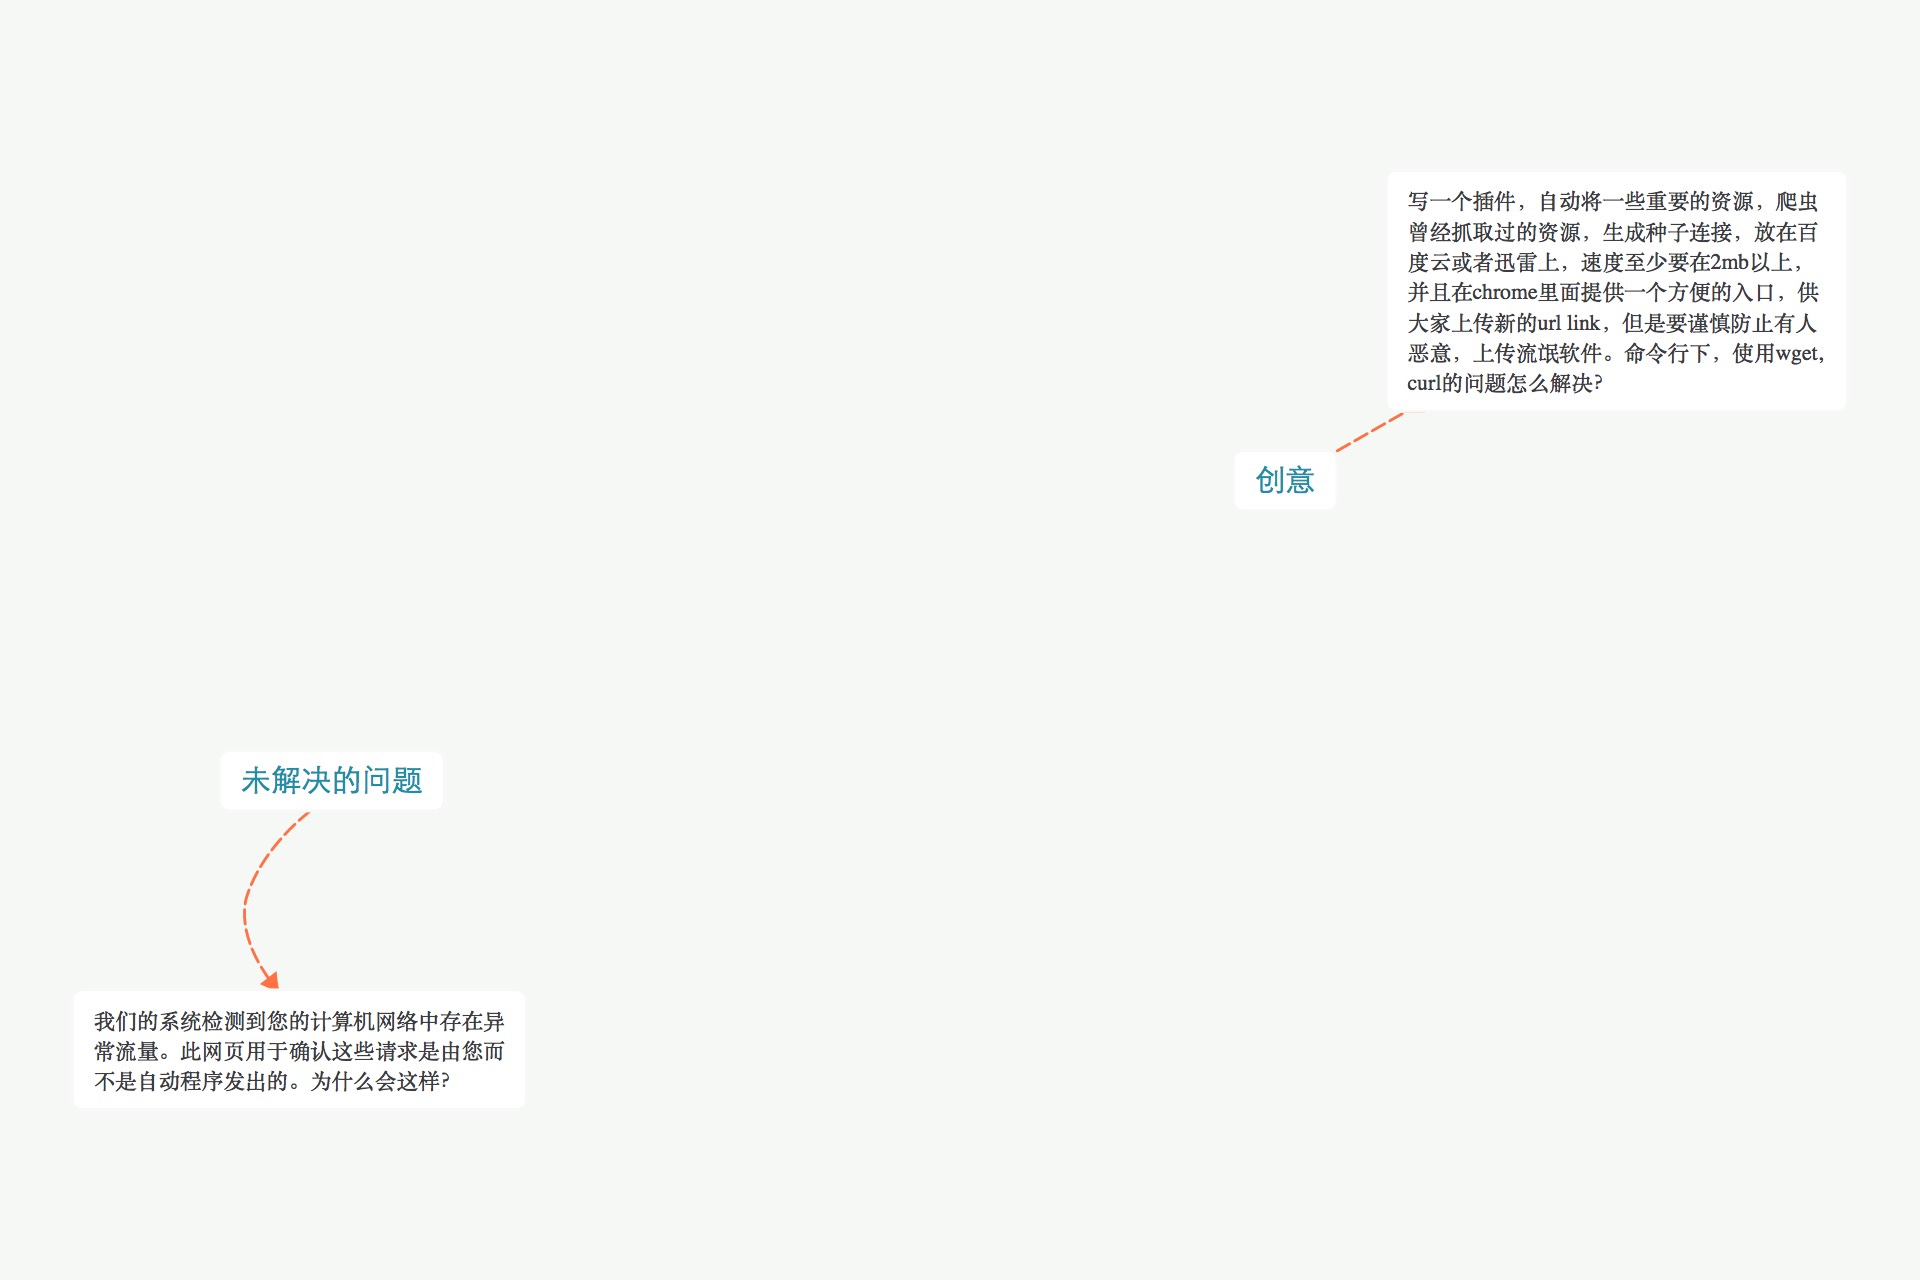 写一个插件，自动将一些重要的资源，爬虫
曾经抓取过的资源，生成种子连接，放在百
度云或者迅雷上，速度至少要在2mb以上，
并且在chrome里面提供一个方便的入口，供
大家上传新的url link，但是要谨慎防止有人
恶意，上传流氓软件。命令行下，使用wget,
curl的问题怎么解决?
创意
未解决的问题
我们的系统检测到您的计算机网络中存在异
常流量。此网页用于确认这些请求是由您而
不是自动程序发出的。为什么会这样?